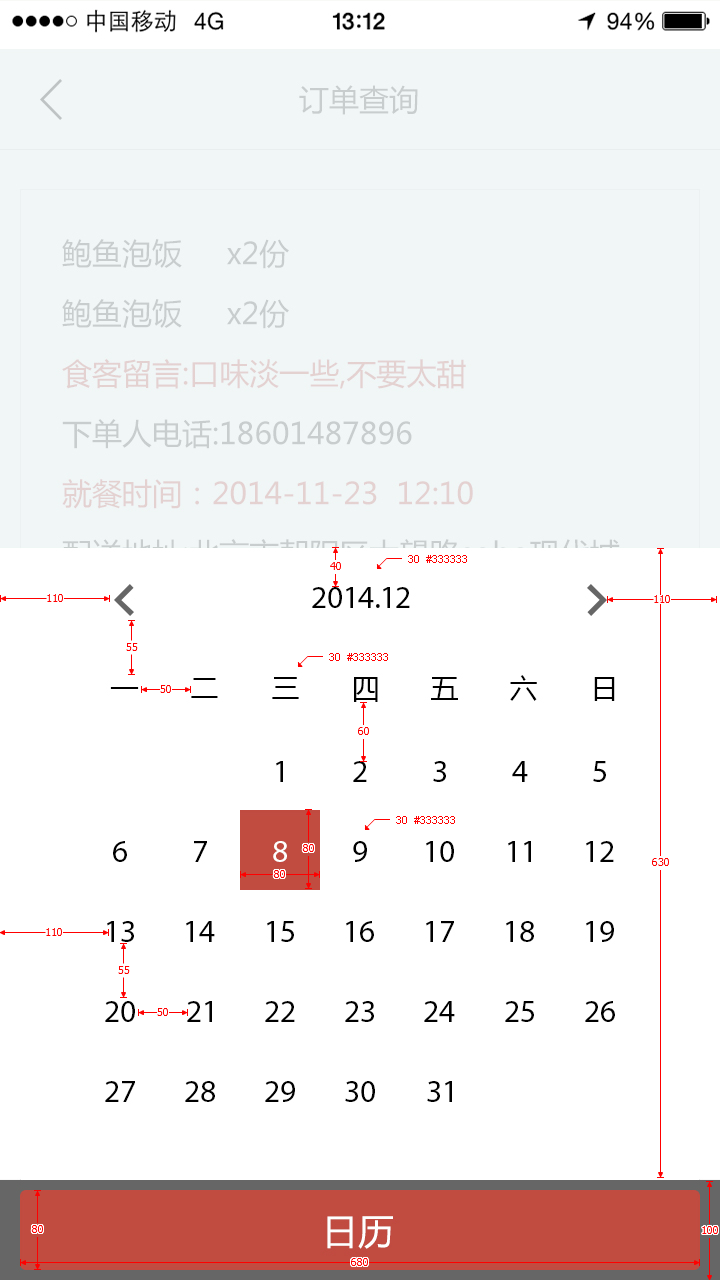 中国移动 4G 13:12 94%
订单查询
鲍鱼泡饭 x2份
鲍鱼泡饭 x2份
食客留言:口味淡一些,不要太甜
下单人电话:18601487896
就餐时间：2014-11-23 12:10
40 30 #333333
110 2014.12 110
55 30 #333333
一 50 二 三 四 五 六 日
60
1 2 3 4 5
30 #333333
6 7 8 80 9 10 11 12
80 630
110 13 14 15 16 17 18 19
55
20 50 21 22 23 24 25 26
27 28 29 30 31
80 日历 100
680